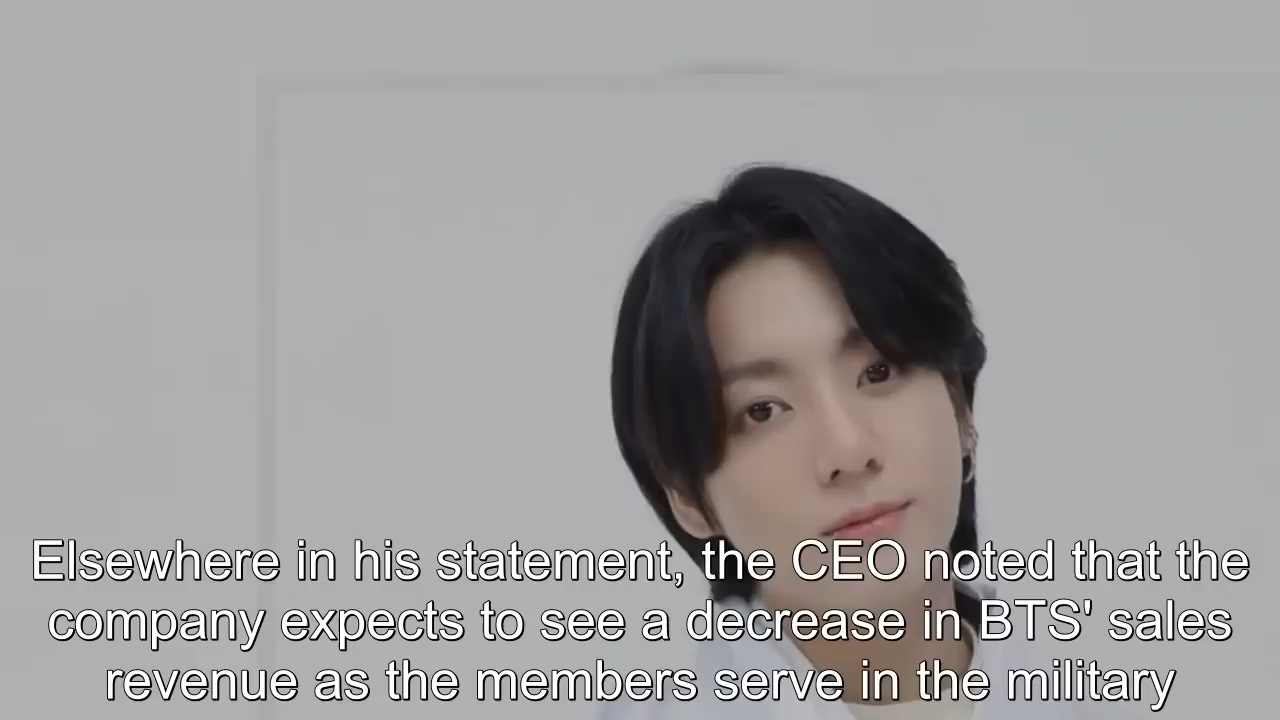 Elsewhere in his statement, the CEO noted that the
company expects to see a decrease in BTS' sales
revenue as the members serve in the military